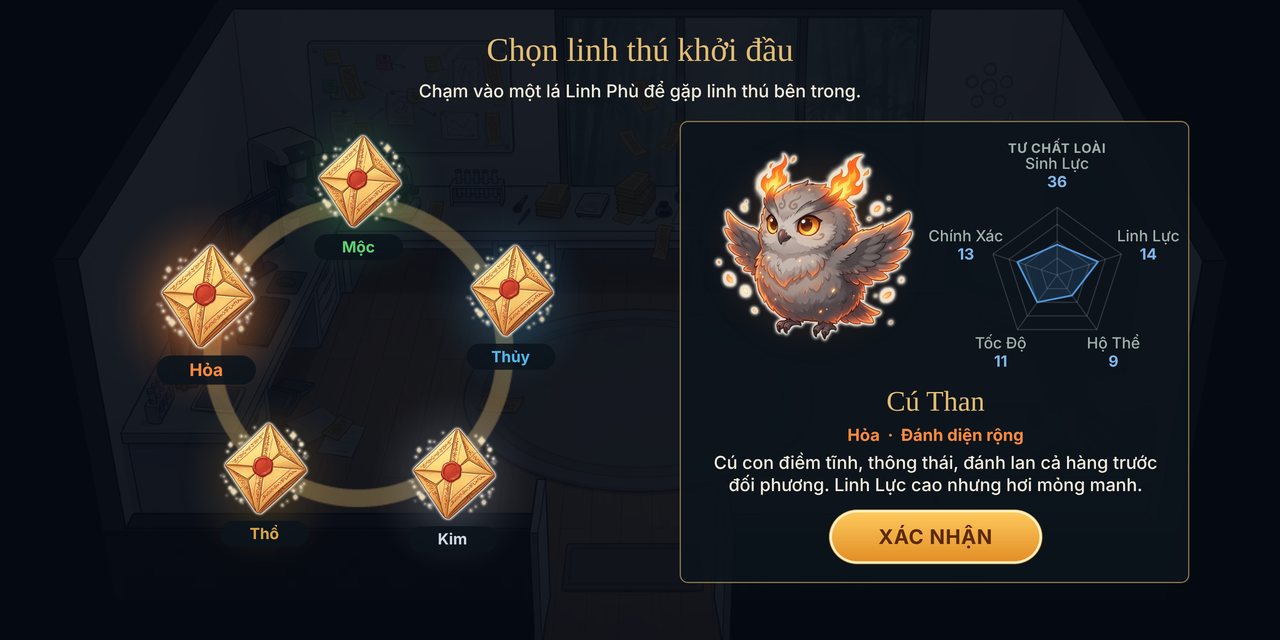 Chọn linh thú khởi đầu
Chạm vào một lá Linh Phù để gặp linh thú bên trong.
Mộc
Hỏa
Thủy
Thổ
Kim
TƯ CHẤT LOÀI
Sinh Lực
36
Chính Xác
13
Linh Lực
14
Tốc Độ
11
Hộ Thể
9
Cú Than
Hỏa · Đánh diện rộng
Cú con điềm tĩnh, thông thái, đánh lan cả hàng trước
đối phương. Linh Lực cao nhưng hơi mỏng manh.
XÁC NHẬN